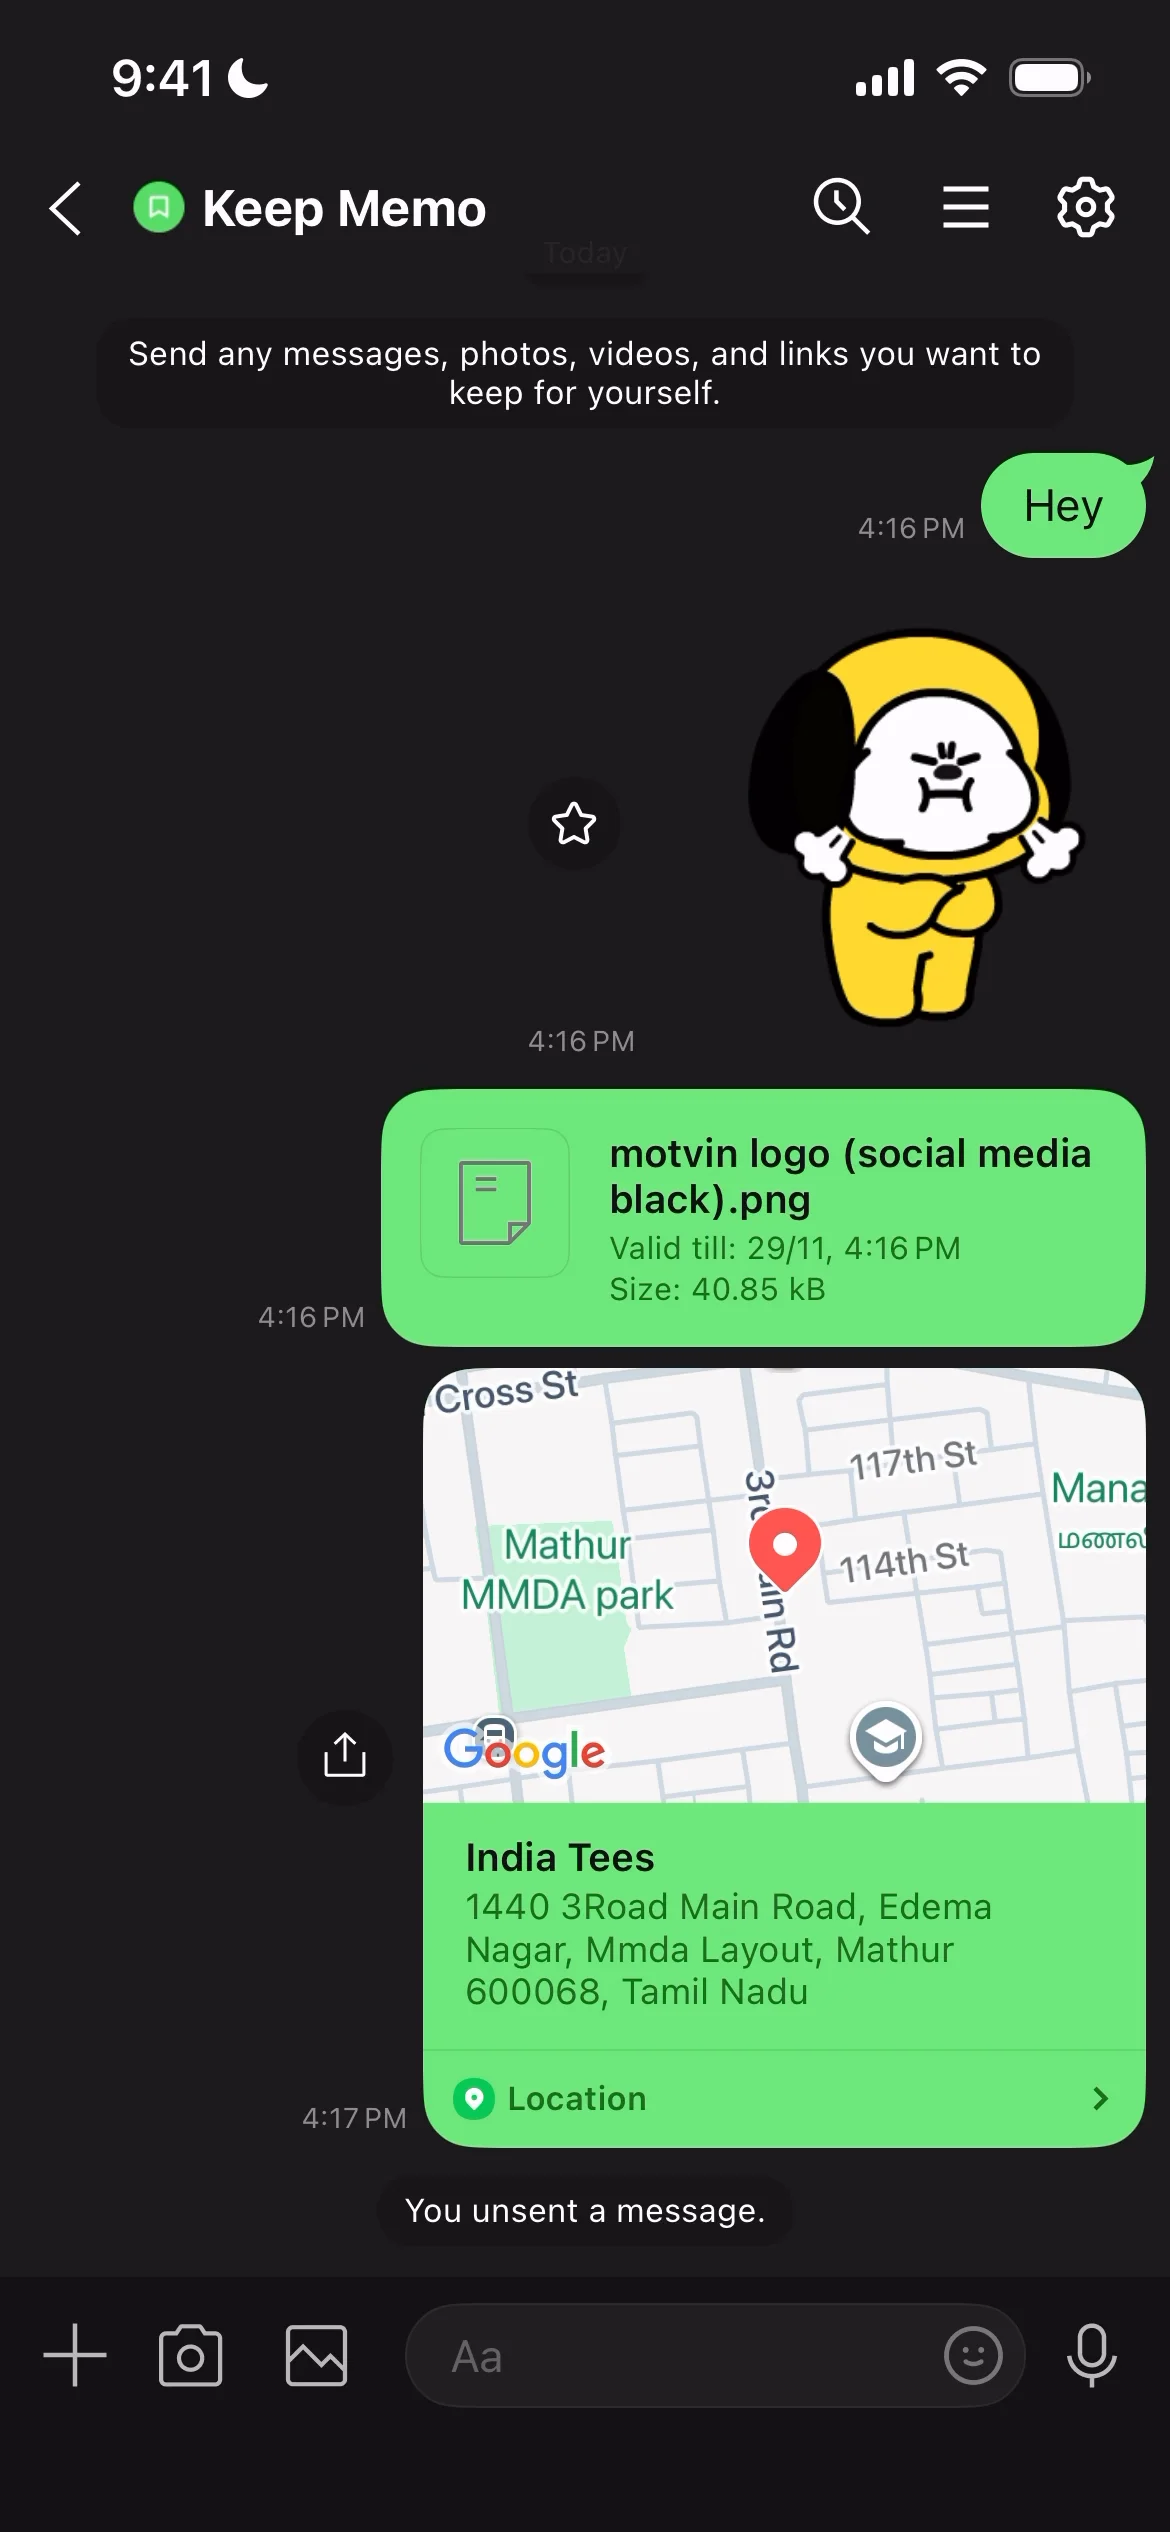 9:41
Keep Memo
Today
Send any messages, photos, videos, and links you want to
keep for yourself.
Hey
4:16 PM
4:16 PM
motvin logo (social media
black).png
Valid till: 29/11, 4:16 PM
Size: 40.85 kB
4:16 PM
Cross St
117th St
Mana
Mathur
MMDA park
114th St
Rd
Google
India Tees
1440 3Road Main Road, Edema
Nagar, Mmda Layout, Mathur
600068, Tamil Nadu
Location
4:17 PM
You unsent a message.
Aa